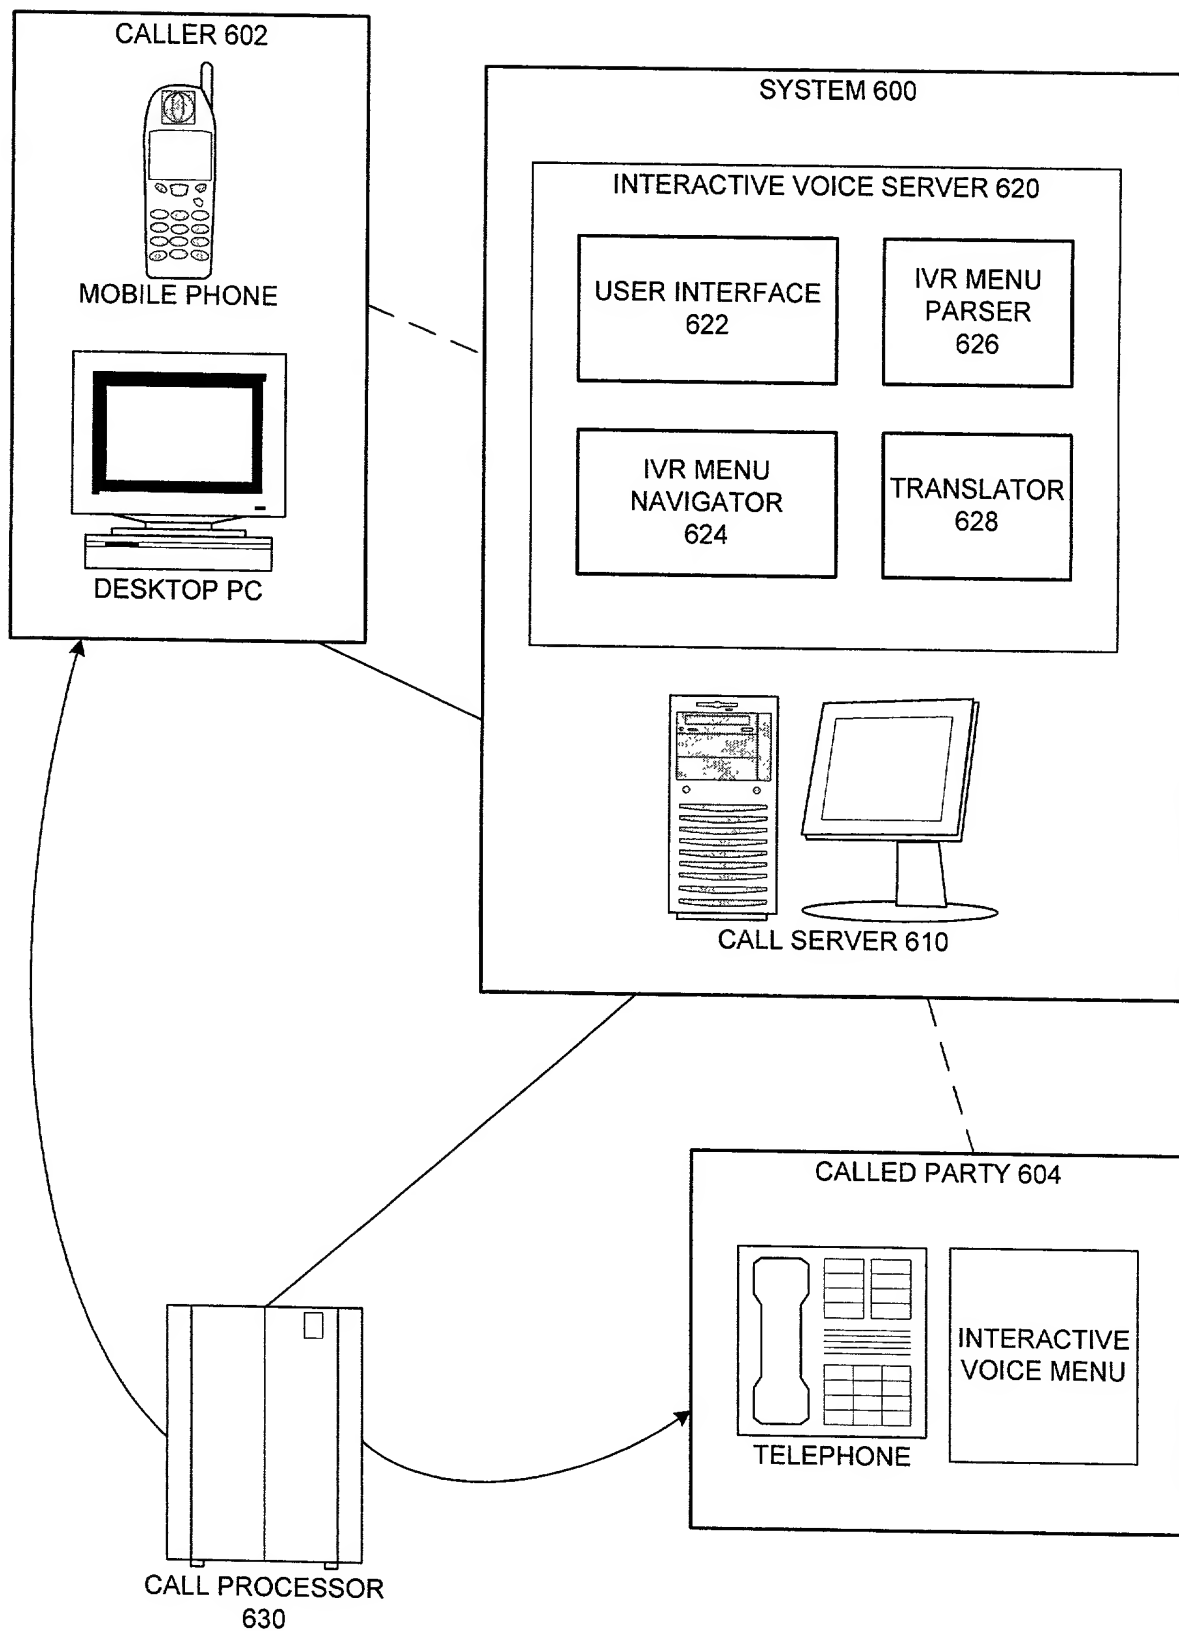 CALLER 602
MOBILE PHONE
DESKTOP PC
SYSTEM 600
INTERACTIVE VOICE SERVER 620
USER INTERFACE
622
IVR MENU
PARSER
626
IVR MENU
NAVIGATOR
624
TRANSLATOR
628
CALL SERVER 610
CALLED PARTY 604
TELEPHONE
INTERACTIVE
VOICE MENU
CALL PROCESSOR
630